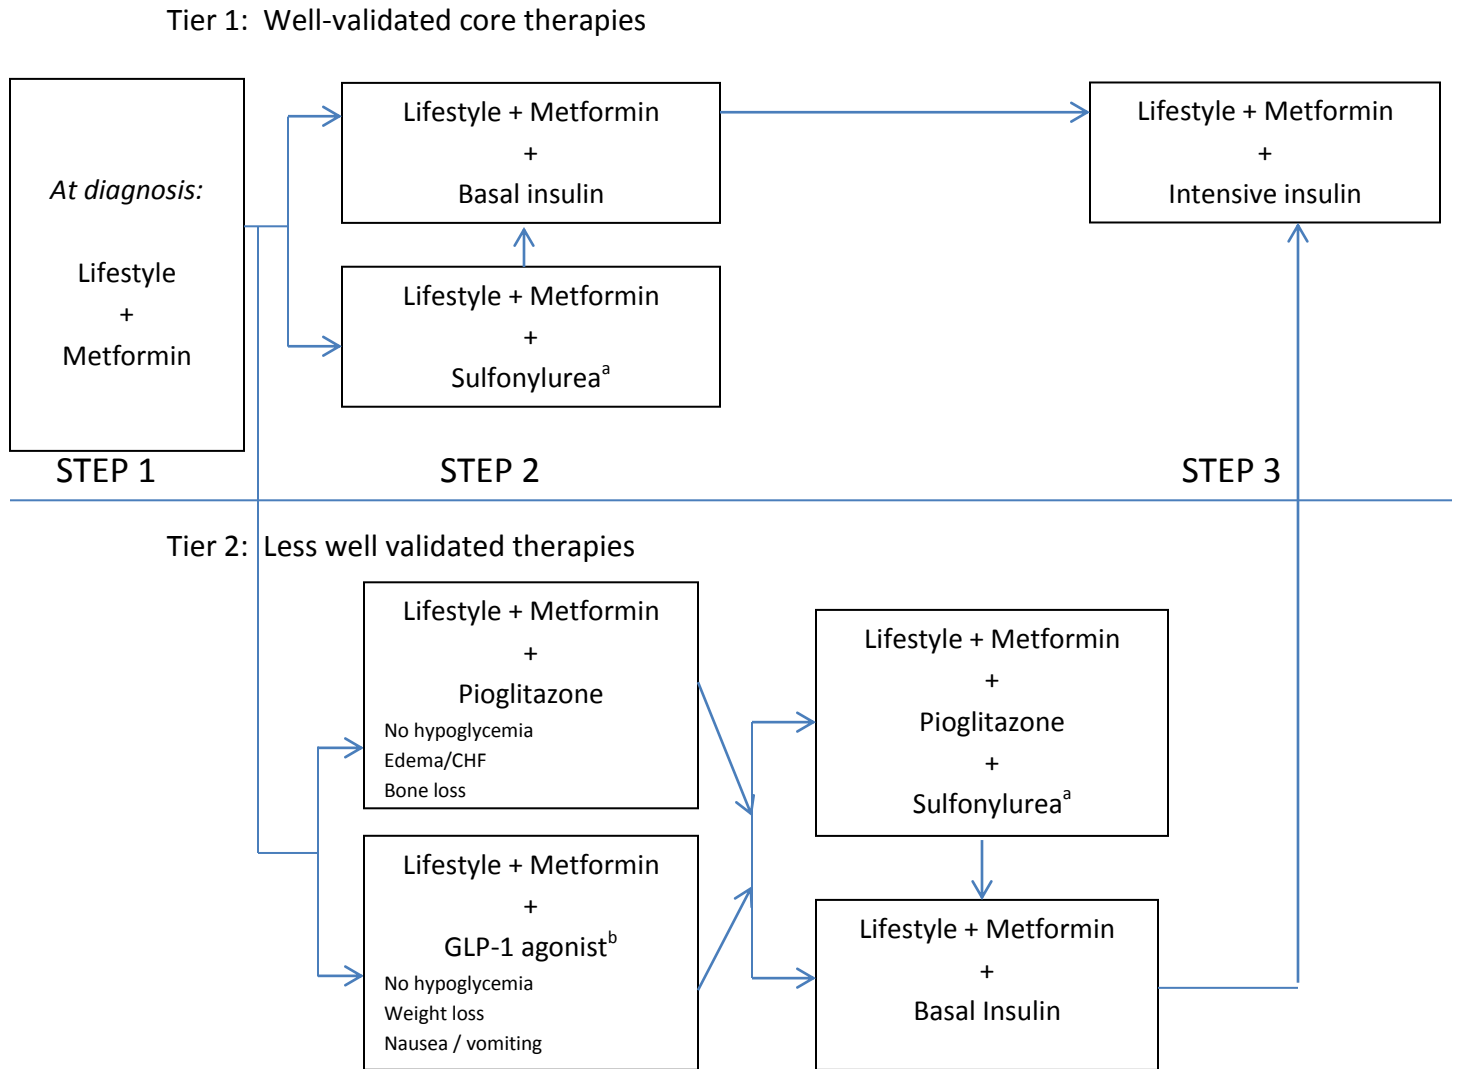 Tier 1:  Well-validated core therapies
At diagnosis:
Lifestyle
+
Metformin
Lifestyle + Metformin
+
Basal insulin
Lifestyle + Metformin
+
Sulfonylureaᵃ
Lifestyle + Metformin
+
Intensive insulin
STEP 1
STEP 2
STEP 3
Tier 2:  Less well validated therapies
Lifestyle + Metformin
+
Pioglitazone
No hypoglycemia
Edema/CHF
Bone loss
Lifestyle + Metformin
+
GLP-1 agonistᵇ
No hypoglycemia
Weight loss
Nausea / vomiting
Lifestyle + Metformin
+
Pioglitazone
+
Sulfonylureaᵃ
Lifestyle + Metformin
+
Basal Insulin